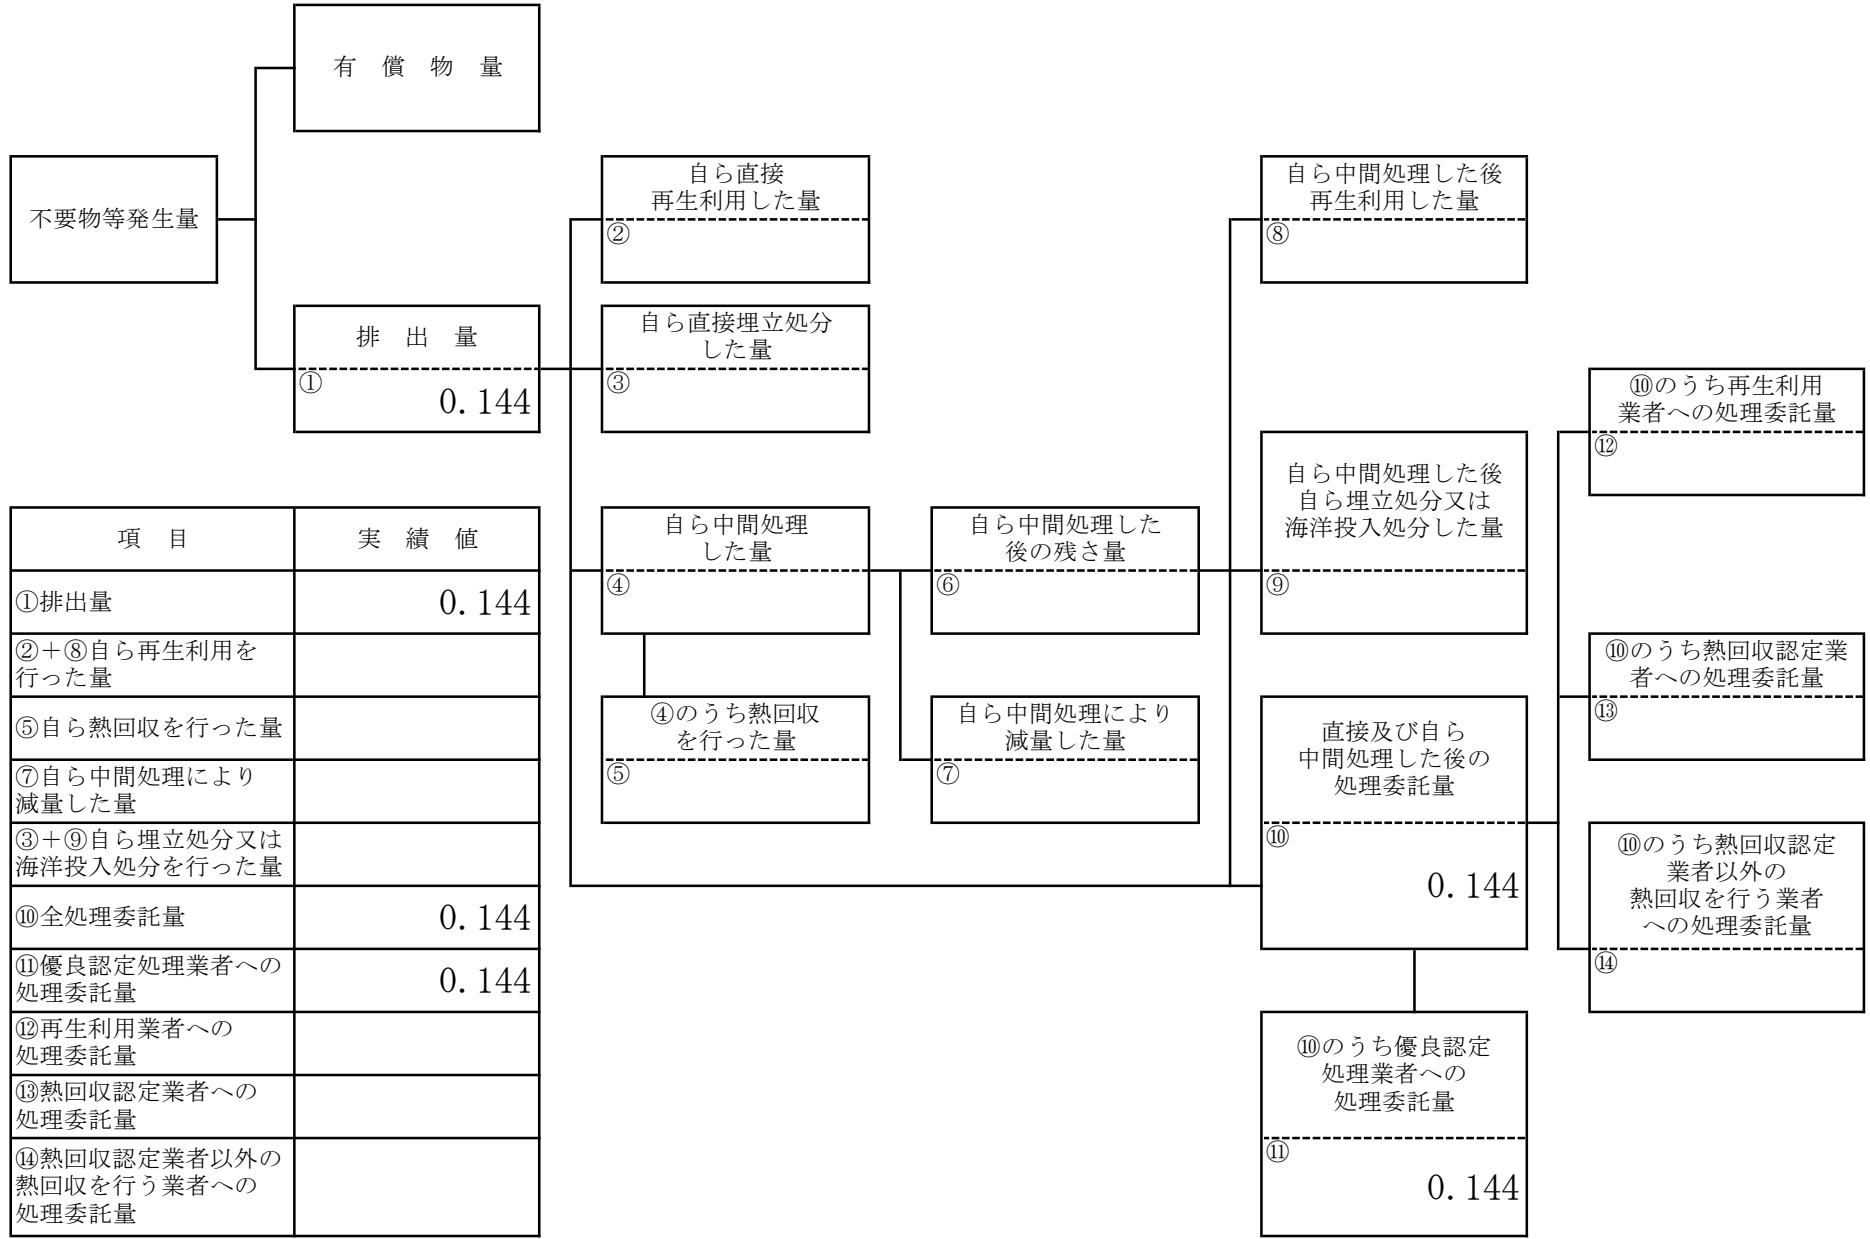 有 償 物 量
不要物等発生量
排 出 量
①
0.144
自ら直接
再生利用した量
②
自ら直接埋立処分
した量
③
自ら中間処理
した量
④
④のうち熱回収
を行った量
⑤
自ら中間処理した
後の残さ量
⑥
自ら中間処理により
減量した量
⑦
自ら中間処理した後
再生利用した量
⑧
自ら中間処理した後
自ら埋立処分又は
海洋投入処分した量
⑨
直接及び自ら
中間処理した後の
処理委託量
⑩
0.144
⑩のうち優良認定
処理業者への
処理委託量
⑪
0.144
⑩のうち再生利用
業者への処理委託量
⑫
⑩のうち熱回収認定業
者への処理委託量
⑬
⑩のうち熱回収認定
業者以外の
熱回収を行う業者
への処理委託量
⑭
項 目
実 績 値
①排出量
0.144
②＋⑧自ら再生利用を
行った量
⑤自ら熱回収を行った量
⑦自ら中間処理により
減量した量
③＋⑨自ら埋立処分又は
海洋投入処分を行った量
⑩全処理委託量
0.144
⑪優良認定処理業者への
処理委託量
0.144
⑫再生利用業者への
処理委託量
⑬熱回収認定業者への
処理委託量
⑭熱回収認定業者以外の
熱回収を行う業者への
処理委託量